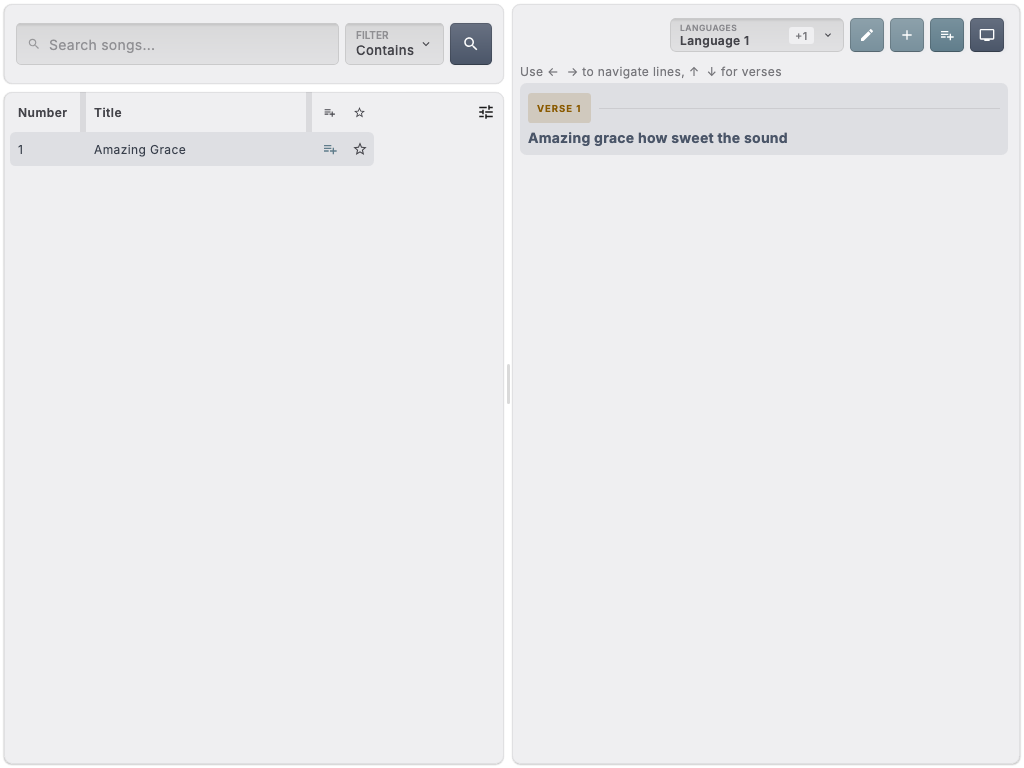 Search songs...
FILTER
Contains
Number Title
1 Amazing Grace
LANGUAGES
Language 1 +1
Use ← → to navigate lines, ↑ ↓ for verses
VERSE 1
Amazing grace how sweet the sound